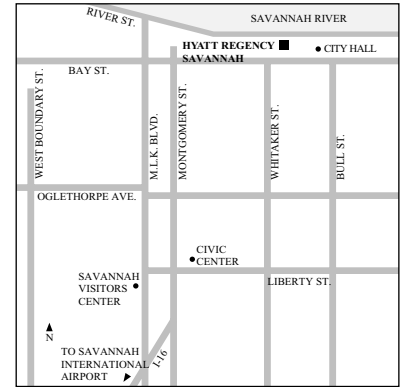 RIVER ST.
SAVANNAH RIVER
HYATT REGENCY
SAVANNAH
CITY HALL
BAY ST.
WEST BOUNDARY ST.
M.L.K. BLVD.
MONTGOMERY ST.
WHITAKER ST.
BULL ST.
OGLETHORPE AVE.
CIVIC
CENTER
SAVANNAH
VISITORS
CENTER
LIBERTY ST.
N
TO SAVANNAH
INTERNATIONAL
AIRPORT
I-16